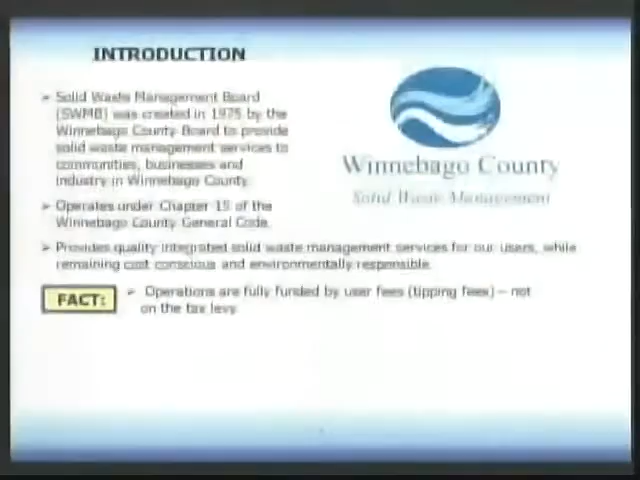 INTRODUCTION
➢ Solid Waste Management Board
(SWMB) was created in 1975 by the
Winnebago County Board to provide
solid waste management services to
communities, businesses and
industry in Winnebago County.
➢ Operates under Chapter 15 of the
Winnebago County General Code.
➢ Provides quality integrated solid waste management services for our users, while
remaining cost conscious and environmentally responsible.
FACT:
➢ Operations are fully funded by user fees (tipping fees) – not
on the tax levy
Winnebago County
Solid Waste Management